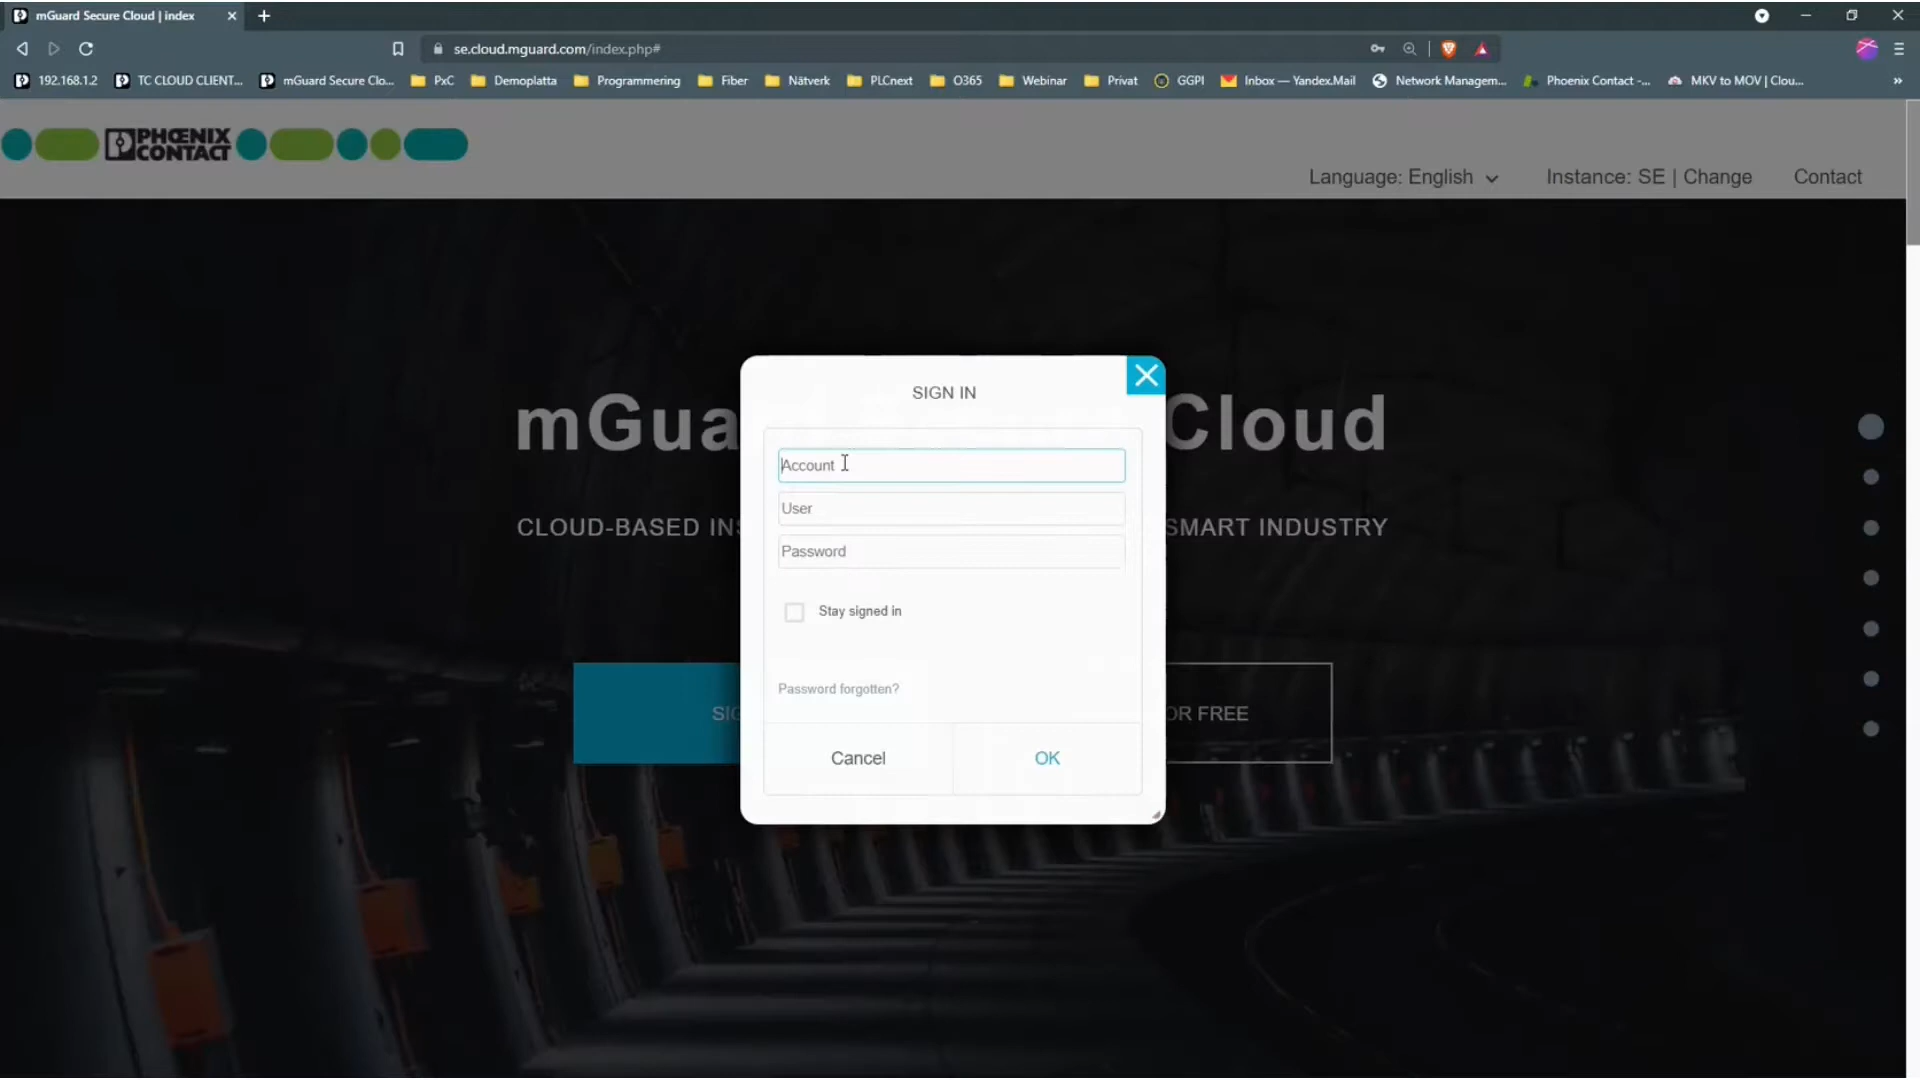 mGuard Secure Cloud | index
se.cloud.mguard.com/index.php#
192.168.1.2
TC CLOUD CLIENT...
mGuard Secure Clo...
PxC
Demoplatta
Programmering
Fiber
Nätverk
PLCnext
O365
Webinar
Privat
GGPI
Inbox — Yandex.Mail
Network Managem...
Phoenix Contact -...
MKV to MOV | Clou...
»
PHŒNIX
CONTACT
Language: English
Instance: SE | Change
Contact
SIGN IN
mGua
Cloud
Account
User
CLOUD-BASED IN
SMART INDUSTRY
Password
Stay signed in
Password forgotten?
SIG
OR FREE
Cancel
OK